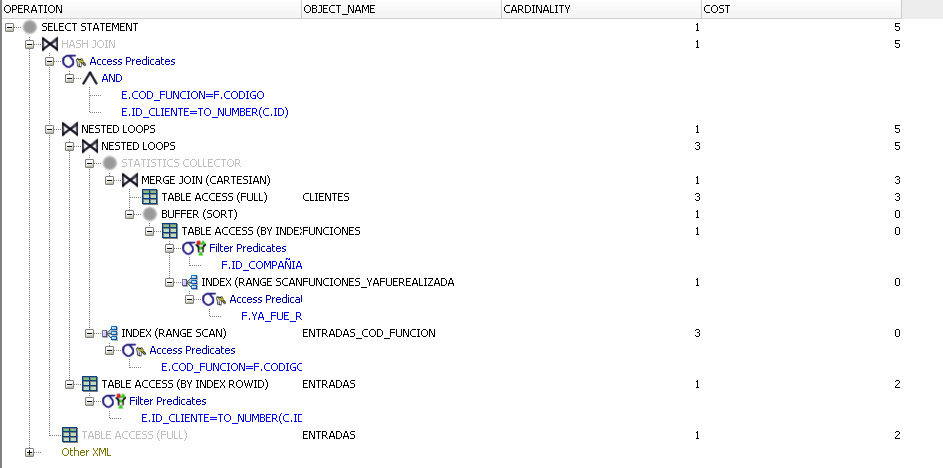 OPERATION OBJECT_NAME CARDINALITY COST
SELECT STATEMENT 1 5
HASH JOIN 1 5
Access Predicates
AND
E.COD_FUNCION=F.CODIGO
E.ID_CLIENTE=TO_NUMBER(C.ID)
NESTED LOOPS 1 5
NESTED LOOPS 3 5
STATISTICS COLLECTOR
MERGE JOIN (CARTESIAN) 1 3
TABLE ACCESS (FULL) CLIENTES 3 3
BUFFER (SORT) 1 0
TABLE ACCESS (BY INDEX FUNCIONES 1 0
Filter Predicates
F.ID_COMPAÑIA
INDEX (RANGE SCAN FUNCIONES_YAFUEREALIZADA 1 0
Access Predicat
F.YA_FUE_R
INDEX (RANGE SCAN) ENTRADAS_COD_FUNCION 3 0
Access Predicates
E.COD_FUNCION=F.CODIGO
TABLE ACCESS (BY INDEX ROWID) ENTRADAS 1 2
Filter Predicates
E.ID_CLIENTE=TO_NUMBER(C.ID
TABLE ACCESS (FULL) ENTRADAS 1 2
Other XML